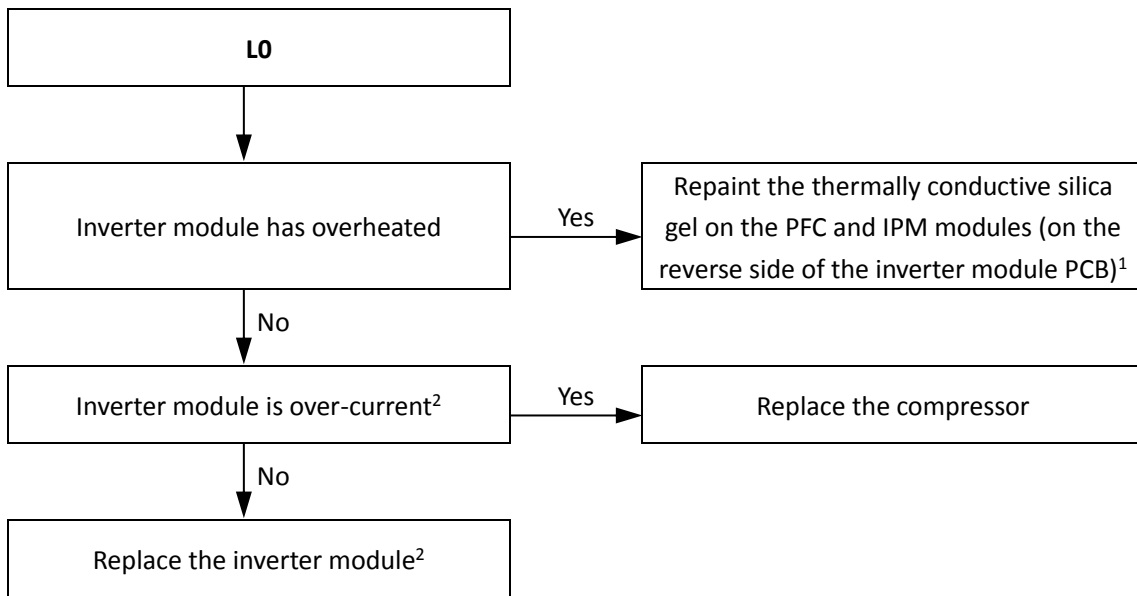 L0
Inverter module has overheated
Yes
Repaint the thermally conductive silica
gel on the PFC and IPM modules (on the
reverse side of the inverter module PCB)¹
No
Inverter module is over-current²
Yes
Replace the compressor
No
Replace the inverter module²